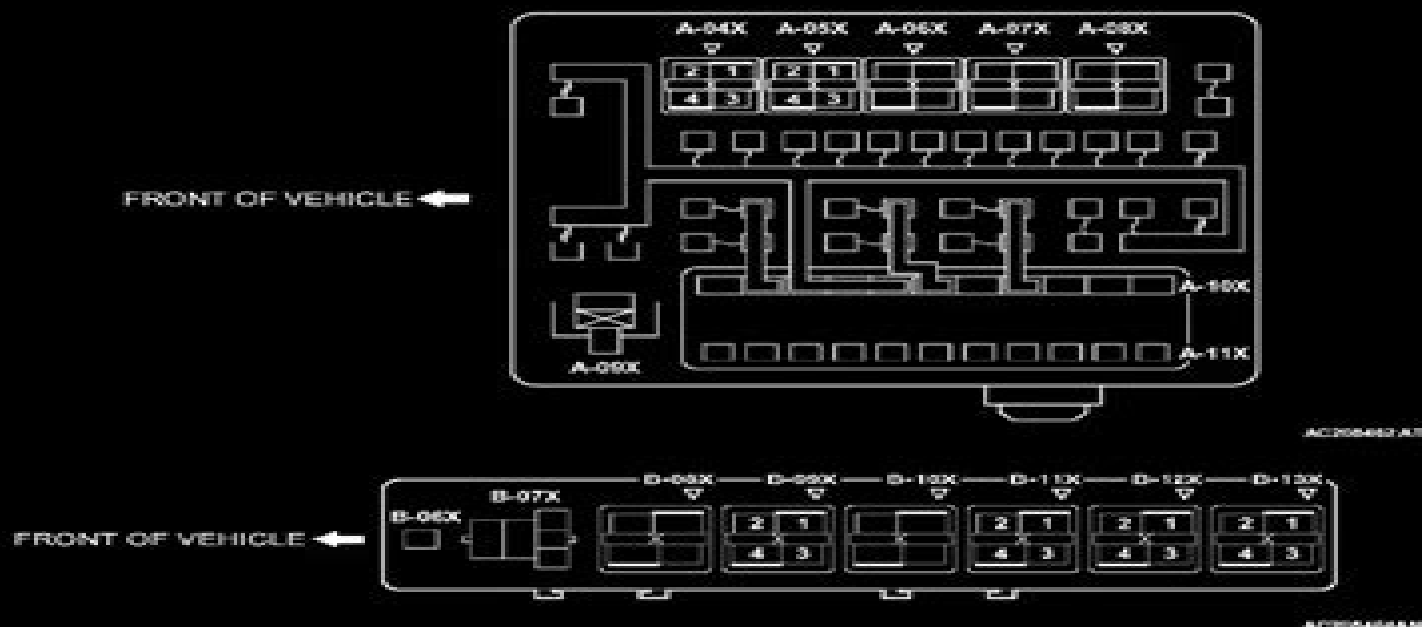 A-04X A-05X A-06X A-07X A-08X
2 1 2 1
4 3 4 3
FRONT OF VEHICLE
A-10X
A-11X
A-09X
B-08X B-09X B-10X B-11X B-12X B-13X
B-07X
B-06X
2 1 2 1 2 1 2 1
FRONT OF VEHICLE
4 3 4 3 4 3 4 3